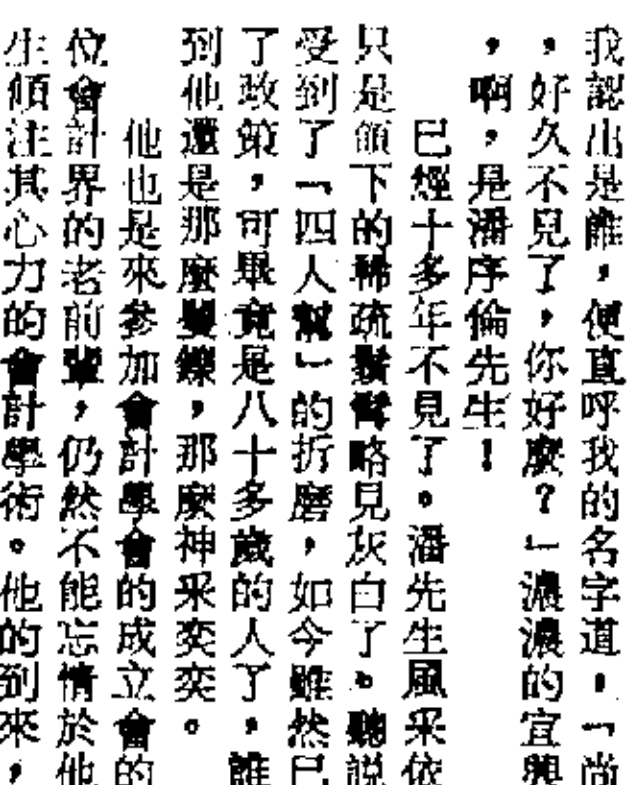 我認出是誰，便直呼我的名字道：「尚
，好久不見了，你好麼？」濃濃的宜興
，啊，是潘序倫先生！
已經十多年不見了。潘先生風采依
只是頷下的稀疏鬍鬚略見灰白了。聽說
受到了「四人幫」的折磨，如今雖然已
了政策，可畢竟是八十多歲的人了，誰
到他還是那麼矍鑠，那麼神采奕奕。
他也是來參加會計學會的成立會的
位會計界的老前輩，仍然不能忘情於他
生傾注其心力的會計學術。他的到來，